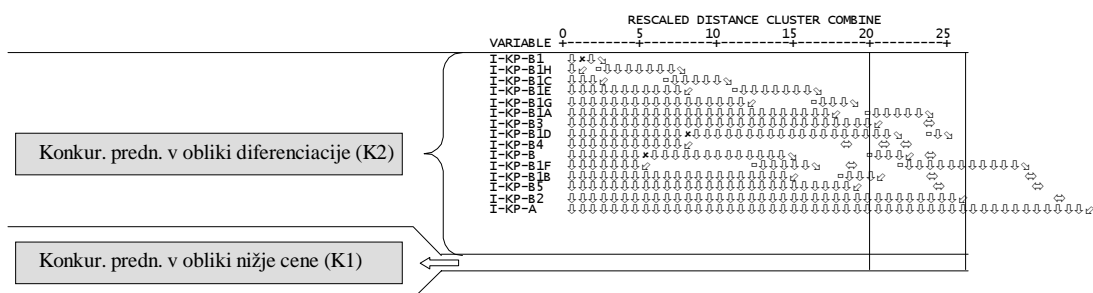 RESCALED DISTANCE CLUSTER COMBINE
VARIABLE 0 5 10 15 20 25
I-KP-B1
I-KP-B1H
I-KP-B1C
I-KP-B1E
I-KP-B1G
I-KP-B1A
I-KP-B3
I-KP-B1D
I-KP-B4
I-KP-B
I-KP-B1F
I-KP-B1B
I-KP-B5
I-KP-B2
I-KP-A
Konkur. predn. v obliki diferenciacije (K2)
Konkur. predn. v obliki nižje cene (K1)